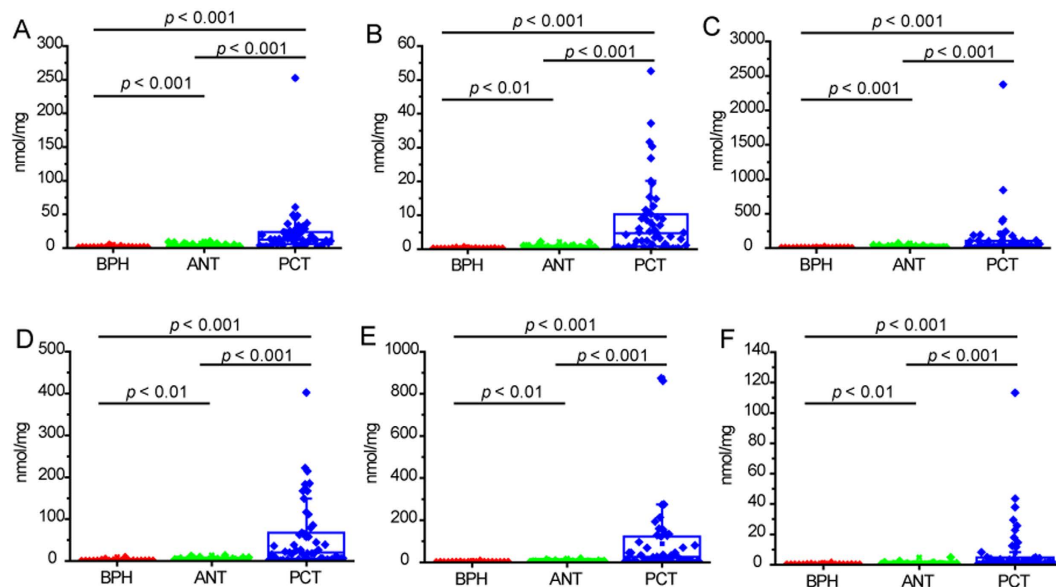 A
p < 0.001
p < 0.001
p < 0.001
nmol/mg
300
250
200
150
100
50
0
BPH ANT PCT
B
p < 0.001
p < 0.001
p < 0.01
nmol/mg
60
50
40
30
20
10
0
BPH ANT PCT
C
p < 0.001
p < 0.001
p < 0.001
nmol/mg
3000
2500
2000
1500
1000
500
0
BPH ANT PCT
D
p < 0.001
p < 0.001
p < 0.01
nmol/mg
500
400
300
200
100
0
BPH ANT PCT
E
p < 0.001
p < 0.001
p < 0.01
nmol/mg
1000
800
600
400
200
0
BPH ANT PCT
F
p < 0.001
p < 0.001
p < 0.01
nmol/mg
140
120
100
80
60
40
20
0
BPH ANT PCT